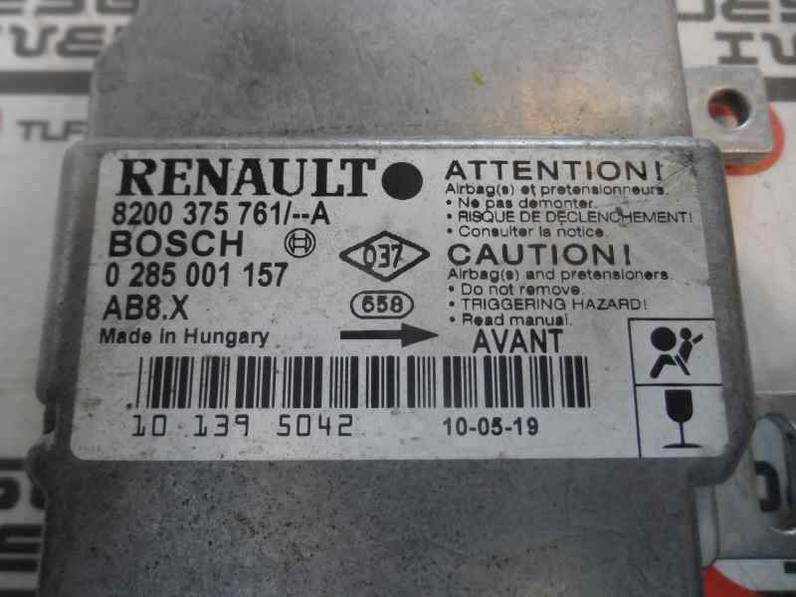 RENAULT
8200 375 761/--A
BOSCH
0 285 001 157
AB8.X
Made in Hungary
037
658
ATTENTION!
Airbag(s) et pretensionneurs.
• Ne pas demonter.
• RISQUE DE DECLENCHEMENT!
• Consulter la notice.
CAUTION!
Airbag(s) and pretensioners.
• Do not remove.
• TRIGGERING HAZARD!
• Read manual.
AVANT
10 139 5042
10-05-19